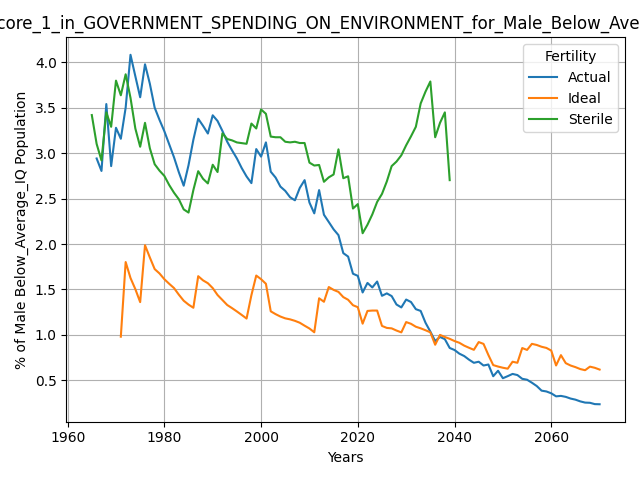 core_1_in_GOVERNMENT_SPENDING_ON_ENVIRONMENT_for_Male_Below_Ave
Fertility
Actual
Ideal
Sterile
% of Male Below_Average_IQ Population
4.0
3.5
3.0
2.5
2.0
1.5
1.0
0.5
1960
1980
2000
2020
2040
2060
Years